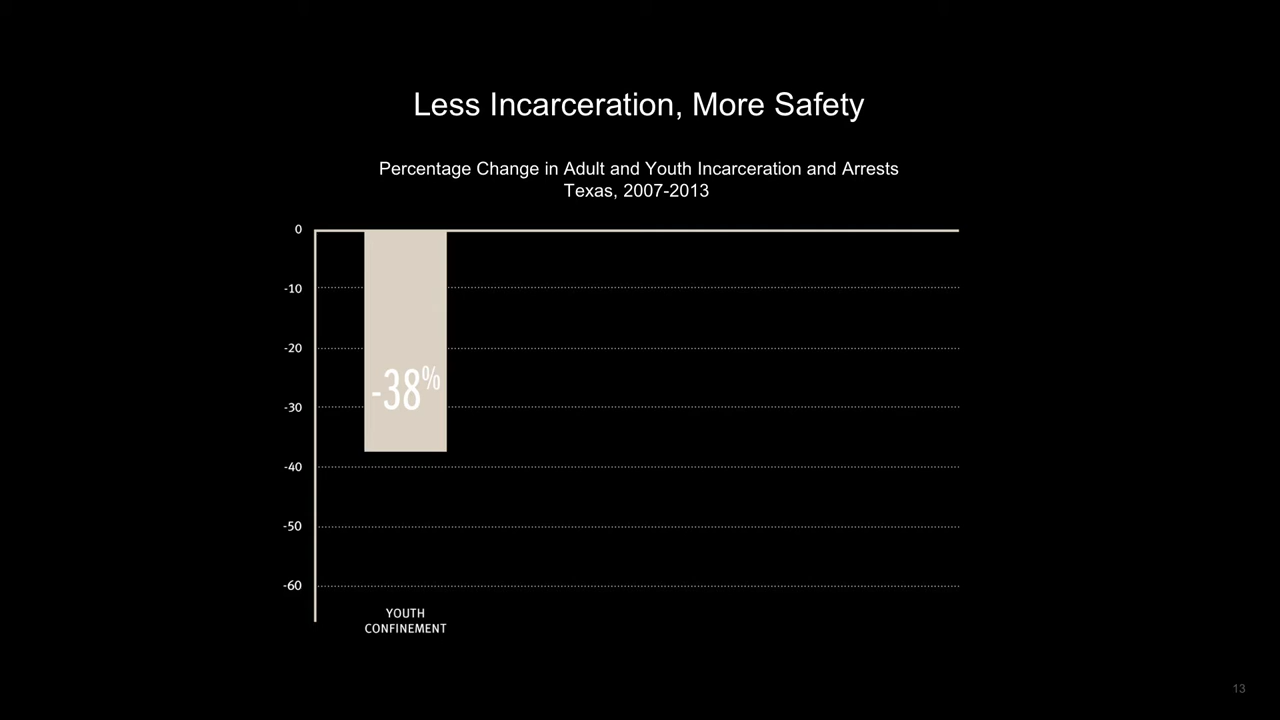 Less Incarceration, More Safety
Percentage Change in Adult and Youth Incarceration and Arrests
Texas, 2007-2013
0
-10
-20
-30
-40
-50
-60
-38%
YOUTH
CONFINEMENT
13